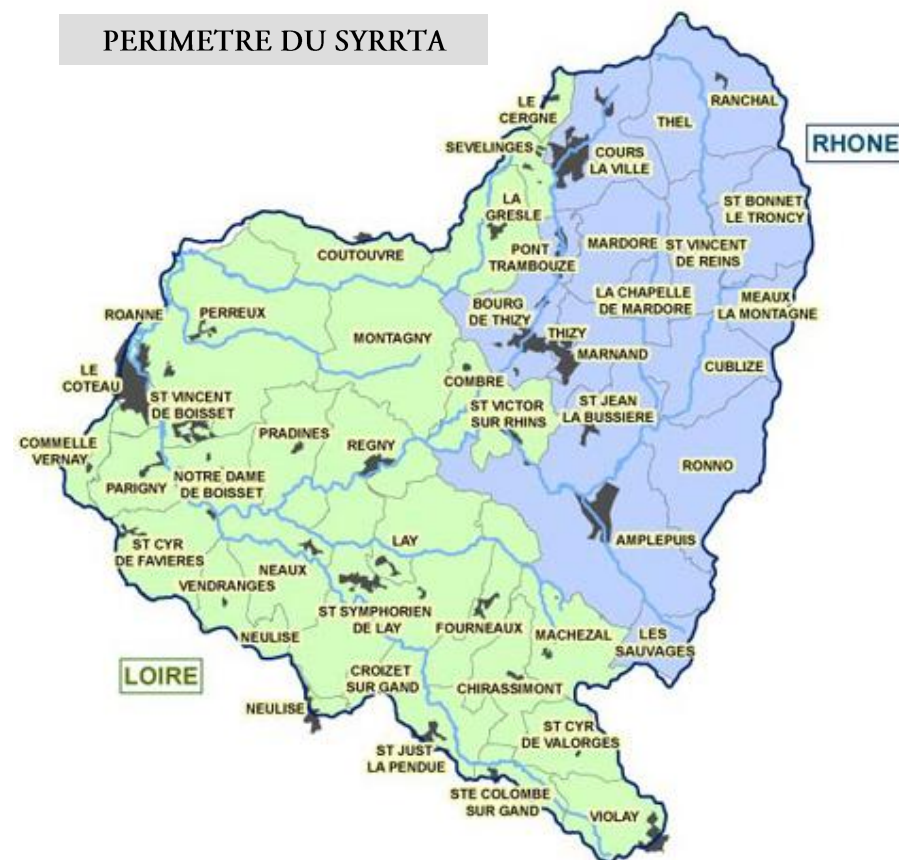 PERIMETRE DU SYRRTA
RANCHAL
LE
CERGNE
THEL
RHONE
SEVELINGES
COURS
LA VILLE
LA
GRESLE
ST BONNET
LE TRONCY
PONT
TRAMBOUZE
MARDORE
ST VINCENT
DE REINS
COUTOUVRE
LA CHAPELLE
DE MARDORE
MEAUX
LA MONTAGNE
BOURG
DE THIZY
ROANNE
PERREUX
MONTAGNY
THIZY
MARNAND
CUBLIZE
LE
COTEAU
COMBRE
ST VINCENT
DE BOISSET
ST VICTOR
SUR RHINS
ST JEAN
LA BUSSIERE
COMMELLE
VERNAY
PRADINES
REGNY
RONNO
PARIGNY
NOTRE DAME
DE BOISSET
AMPLEPUIS
ST CYR
DE FAVIERES
LAY
NEAUX
VENDRANGES
ST SYMPHORIEN
DE LAY
FOURNEAUX
MACHEZAL
LES
SAUVAGES
NEULISE
LOIRE
CROIZET
SUR GAND
CHIRASSIMONT
NEULISE
ST CYR
DE VALORGES
ST JUST
LA PENDUE
STE COLOMBE
SUR GAND
VIOLAY